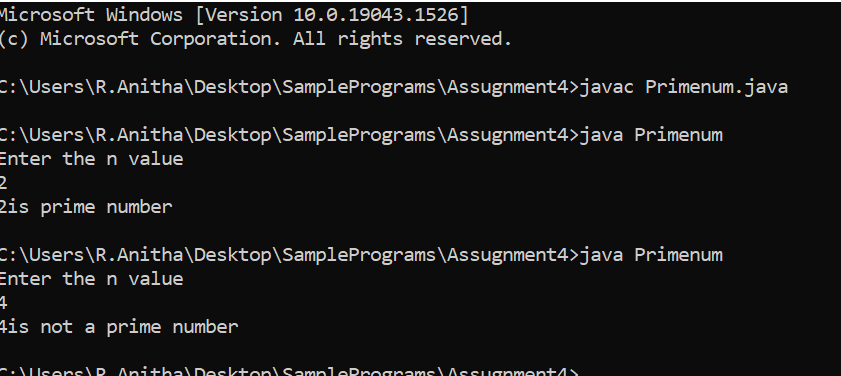 Microsoft Windows [Version 10.0.19043.1526]
(c) Microsoft Corporation. All rights reserved.
C:\Users\R.Anitha\Desktop\SamplePrograms\Assugnment4>javac Primenum.java
C:\Users\R.Anitha\Desktop\SamplePrograms\Assugnment4>java Primenum
Enter the n value
2
2is prime number
C:\Users\R.Anitha\Desktop\SamplePrograms\Assugnment4>java Primenum
Enter the n value
4
4is not a prime number
C:\Users\R.Anitha\Desktop\SamplePrograms\Assugnment4>